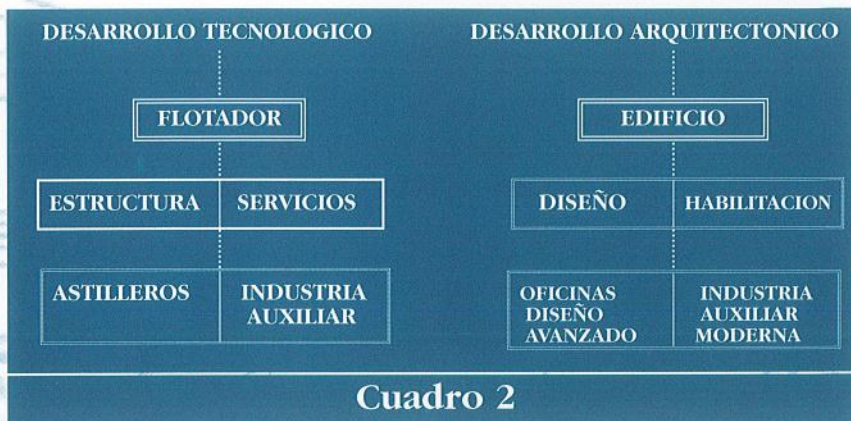 DESARROLLO TECNOLOGICO
FLOTADOR
ESTRUCTURA
SERVICIOS
ASTILLEROS
INDUSTRIA
AUXILIAR
DESARROLLO ARQUITECTONICO
EDIFICIO
DISEÑO
HABILITACION
OFICINAS
DISEÑO
AVANZADO
INDUSTRIA
AUXILIAR
MODERNA
Cuadro 2